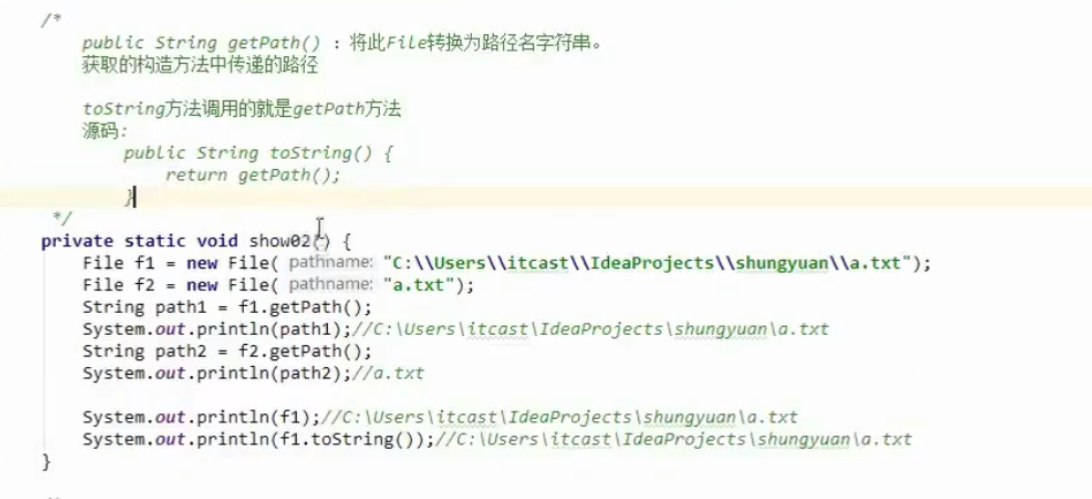 /*
public String getPath() ：将此File转换为路径名字符串。
获取的构造方法中传递的路径
toString方法调用的就是getPath方法
源码:
public String toString() {
return getPath();
}
*/
private static void show02() {
File f1 = new File( pathname: "C:\\Users\\itcast\\IdeaProjects\\shungyuan\\a.txt");
File f2 = new File( pathname: "a.txt");
String path1 = f1.getPath();
System.out.println(path1);//C:\Users\itcast\IdeaProjects\shungyuan\a.txt
String path2 = f2.getPath();
System.out.println(path2);//a.txt
System.out.println(f1);//C:\Users\itcast\IdeaProjects\shungyuan\a.txt
System.out.println(f1.toString());//C:\Users\itcast\IdeaProjects\shungyuan\a.txt
}